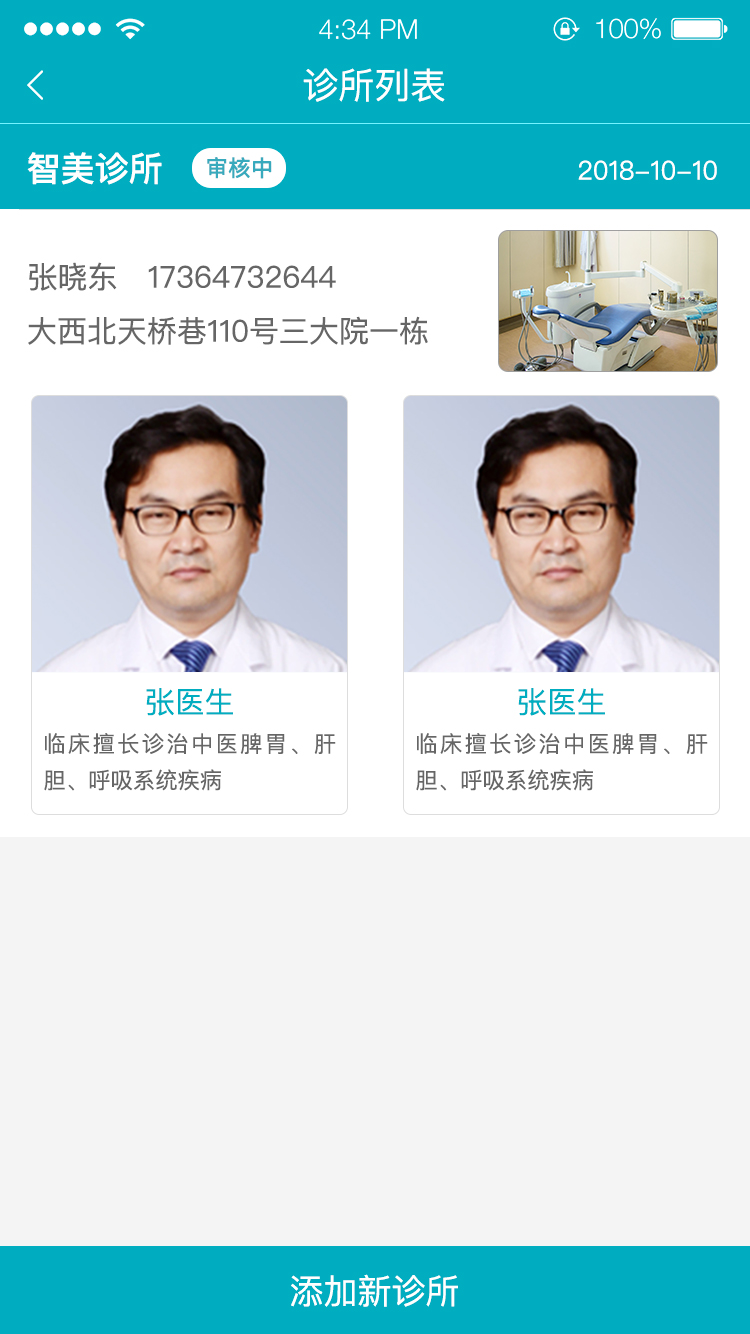 4:34 PM 100%
诊所列表
智美诊所 审核中 2018-10-10
张晓东 17364732644
大西北天桥巷110号三大院一栋
张医生
临床擅长诊治中医脾胃、肝
胆、呼吸系统疾病
张医生
临床擅长诊治中医脾胃、肝
胆、呼吸系统疾病
添加新诊所